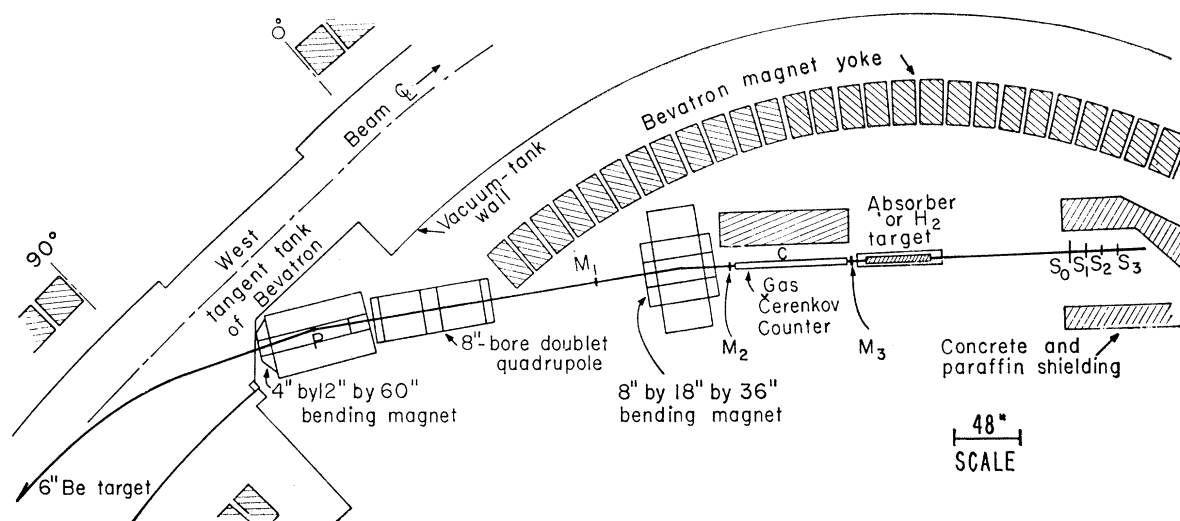 0°
Beam ℄
Bevatron magnet yoke
Vacuum-tank
wall
90°
West
tangent tank
of Bevatron
M1
Absorber
or H2
target
C
Gas
Čerenkov
Counter
S0 S1 S2 S3
P
8"-bore doublet
quadrupole
M2
M3
4" by 12" by 60"
bending magnet
8" by 18" by 36"
bending magnet
Concrete and
paraffin shielding
48"
SCALE
6" Be target